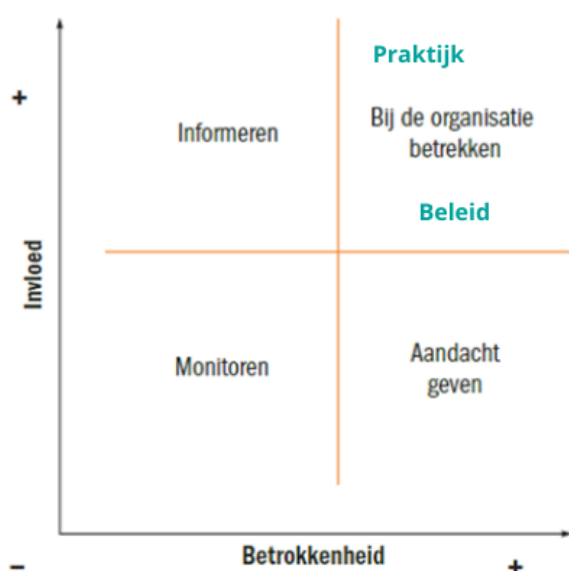 Praktijk
+
Informeren
Bij de organisatie
betrekken
Beleid
Invloed
Monitoren
Aandacht
geven
Betrokkenheid
–
+